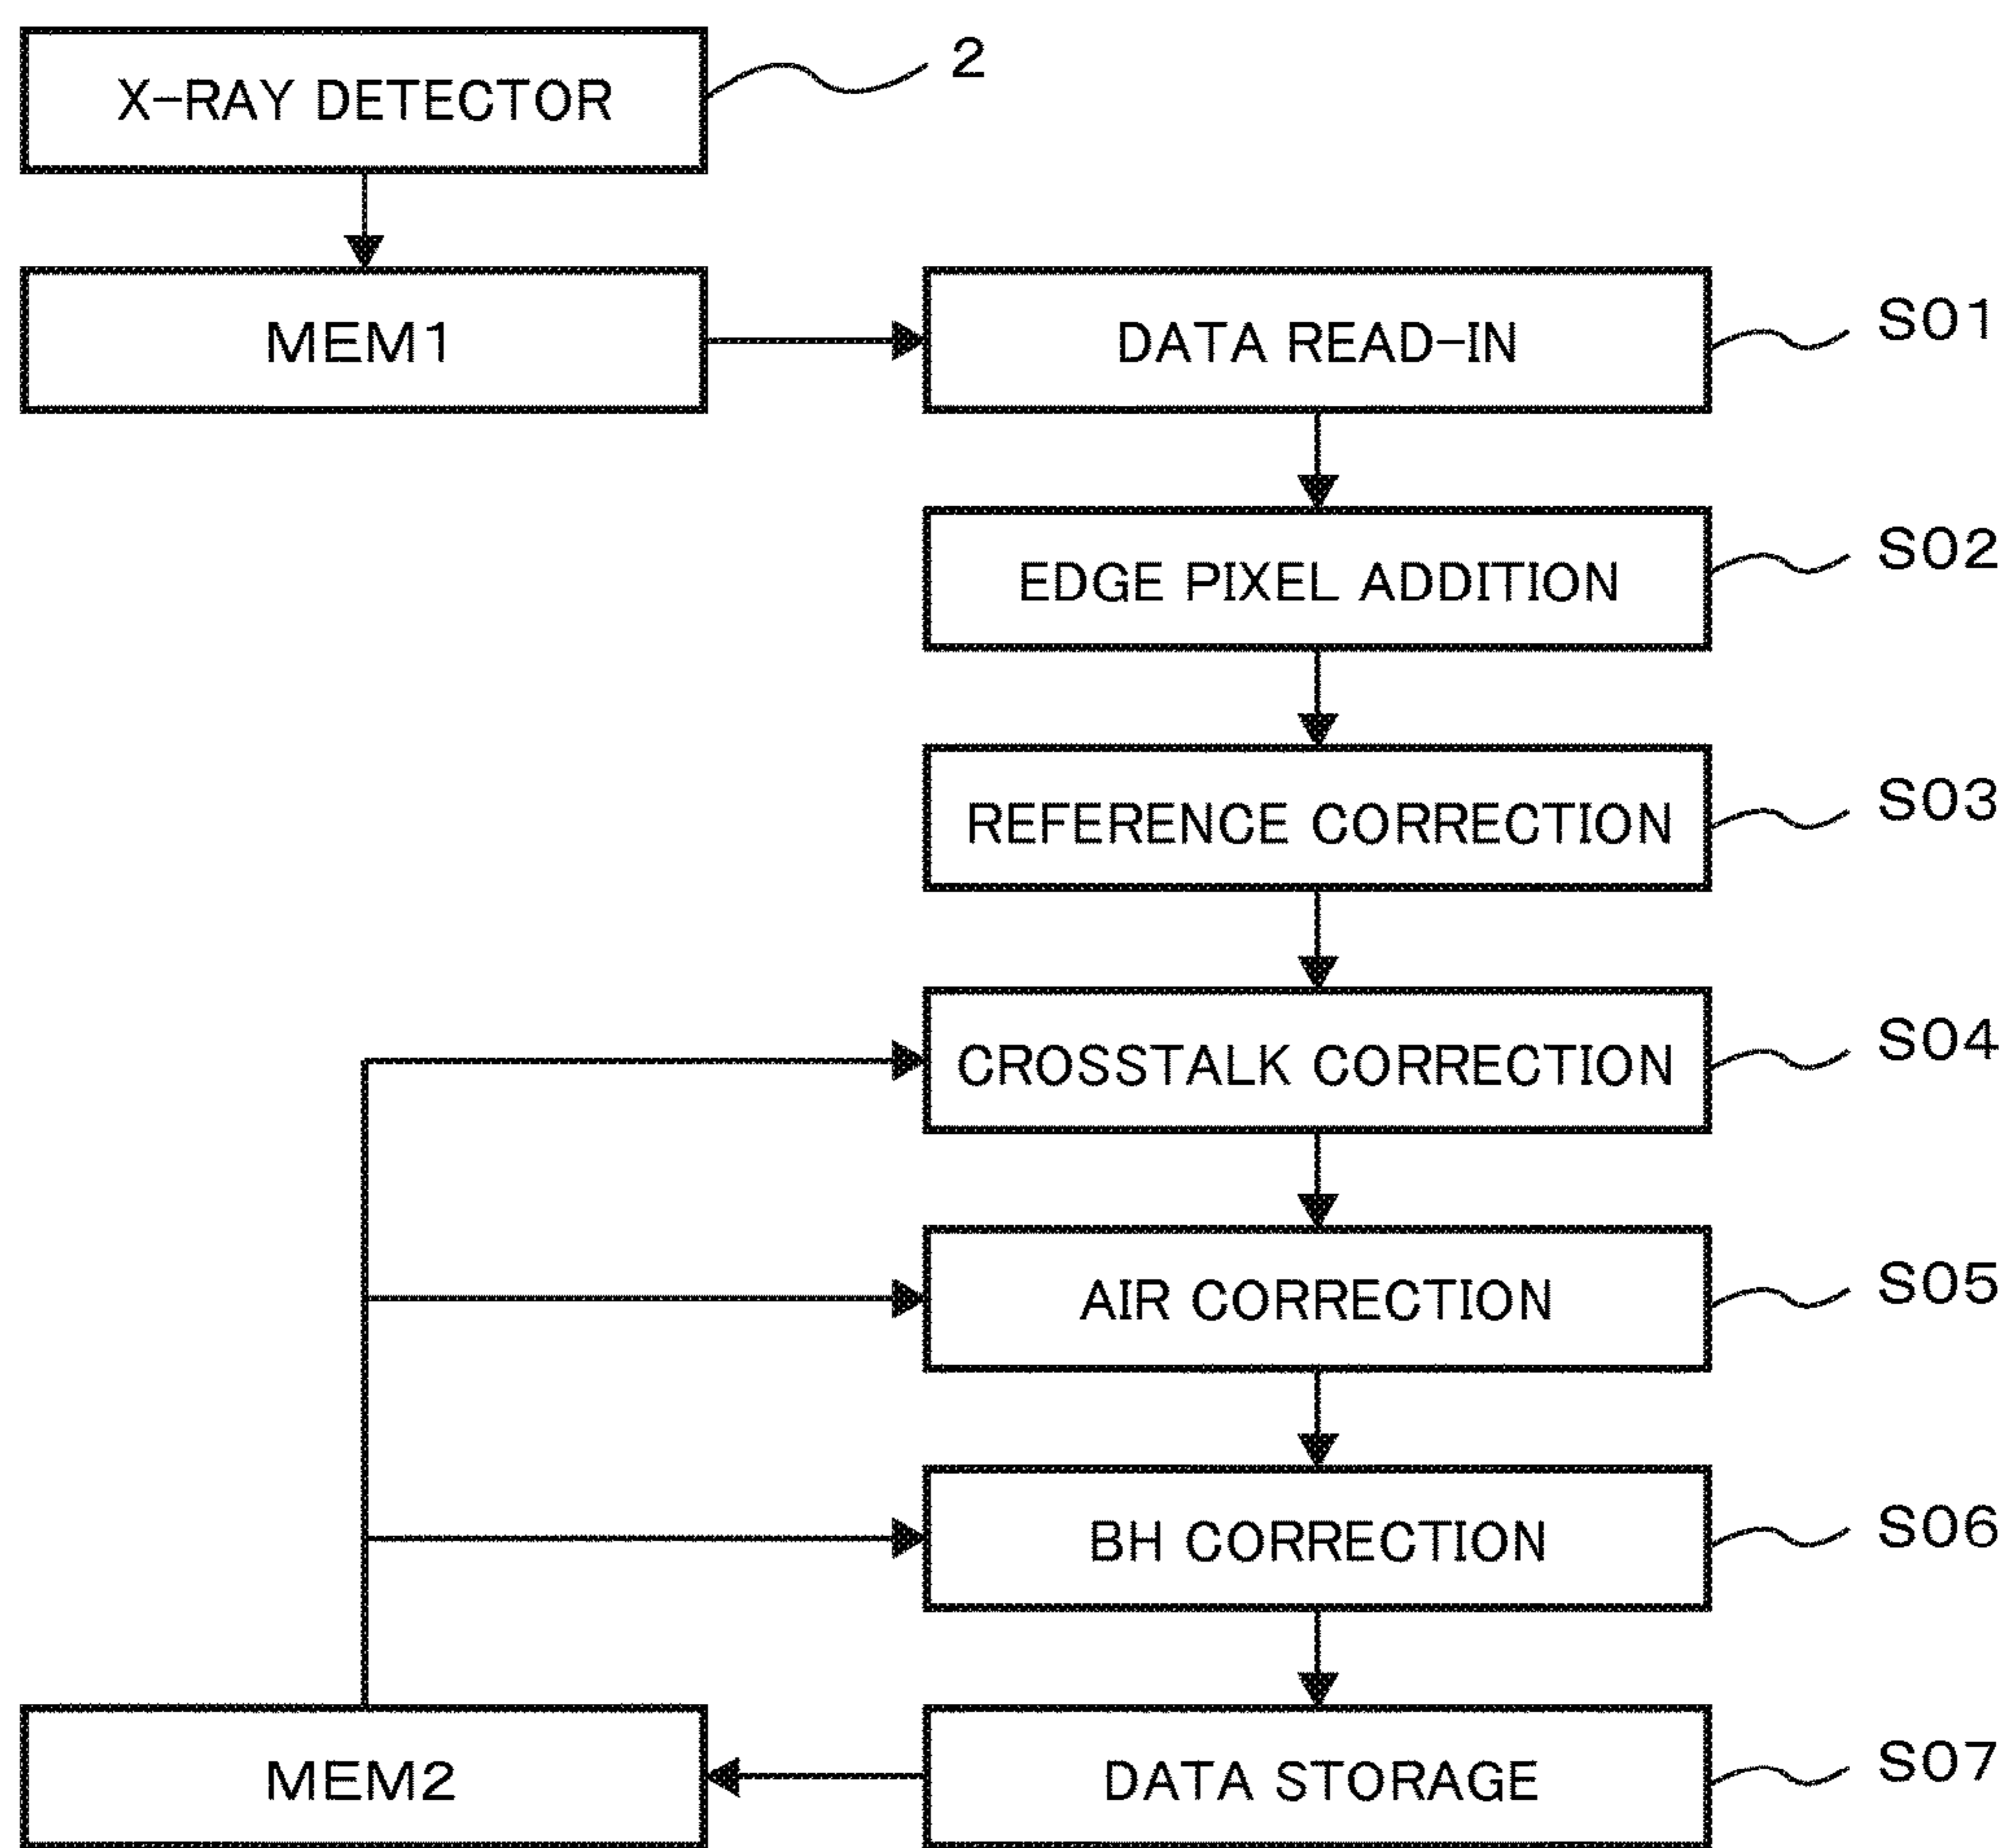 X-RAY DETECTOR
2
MEM1
DATA READ-IN
S01
EDGE PIXEL ADDITION
S02
REFERENCE CORRECTION
S03
CROSSTALK CORRECTION
S04
AIR CORRECTION
S05
BH CORRECTION
S06
MEM2
DATA STORAGE
S07